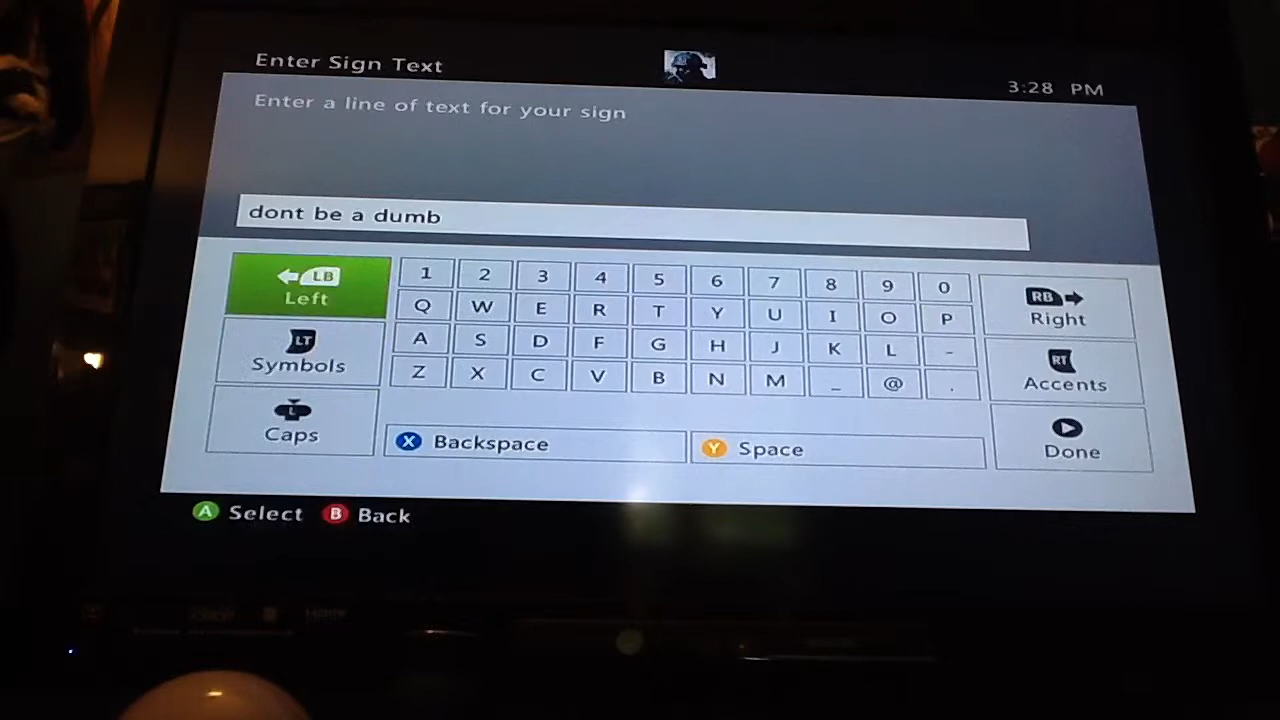 Enter Sign Text
3:28 PM
Enter a line of text for your sign
dont be a dumb
LB
Left
1 2 3 4 5 6 7 8 9 0
RB
Right
Q W E R T Y U I O P
LT
Symbols
A S D F G H J K L -
RT
Accents
Z X C V B N M _ @ .
L
Caps
X Backspace
Y Space
Done
A Select B Back